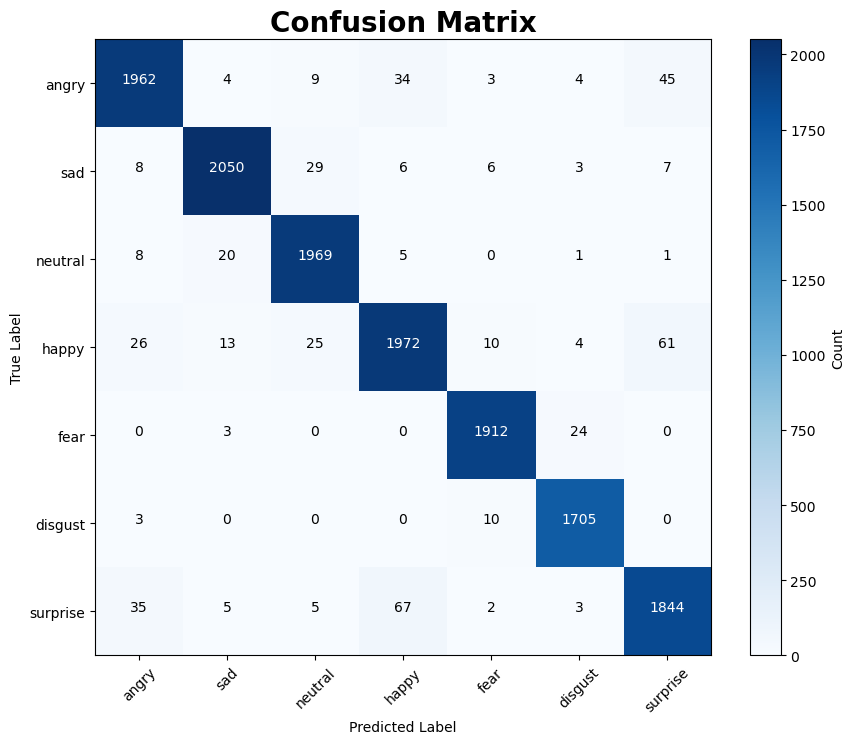 Confusion Matrix
True Label
angry 1962 4 9 34 3 4 45
sad 8 2050 29 6 6 3 7
neutral 8 20 1969 5 0 1 1
happy 26 13 25 1972 10 4 61
fear 0 3 0 0 1912 24 0
disgust 3 0 0 0 10 1705 0
surprise 35 5 5 67 2 3 1844
angry sad neutral happy fear disgust surprise
Predicted Label
2000
1750
1500
1250
1000
750
500
250
0
Count